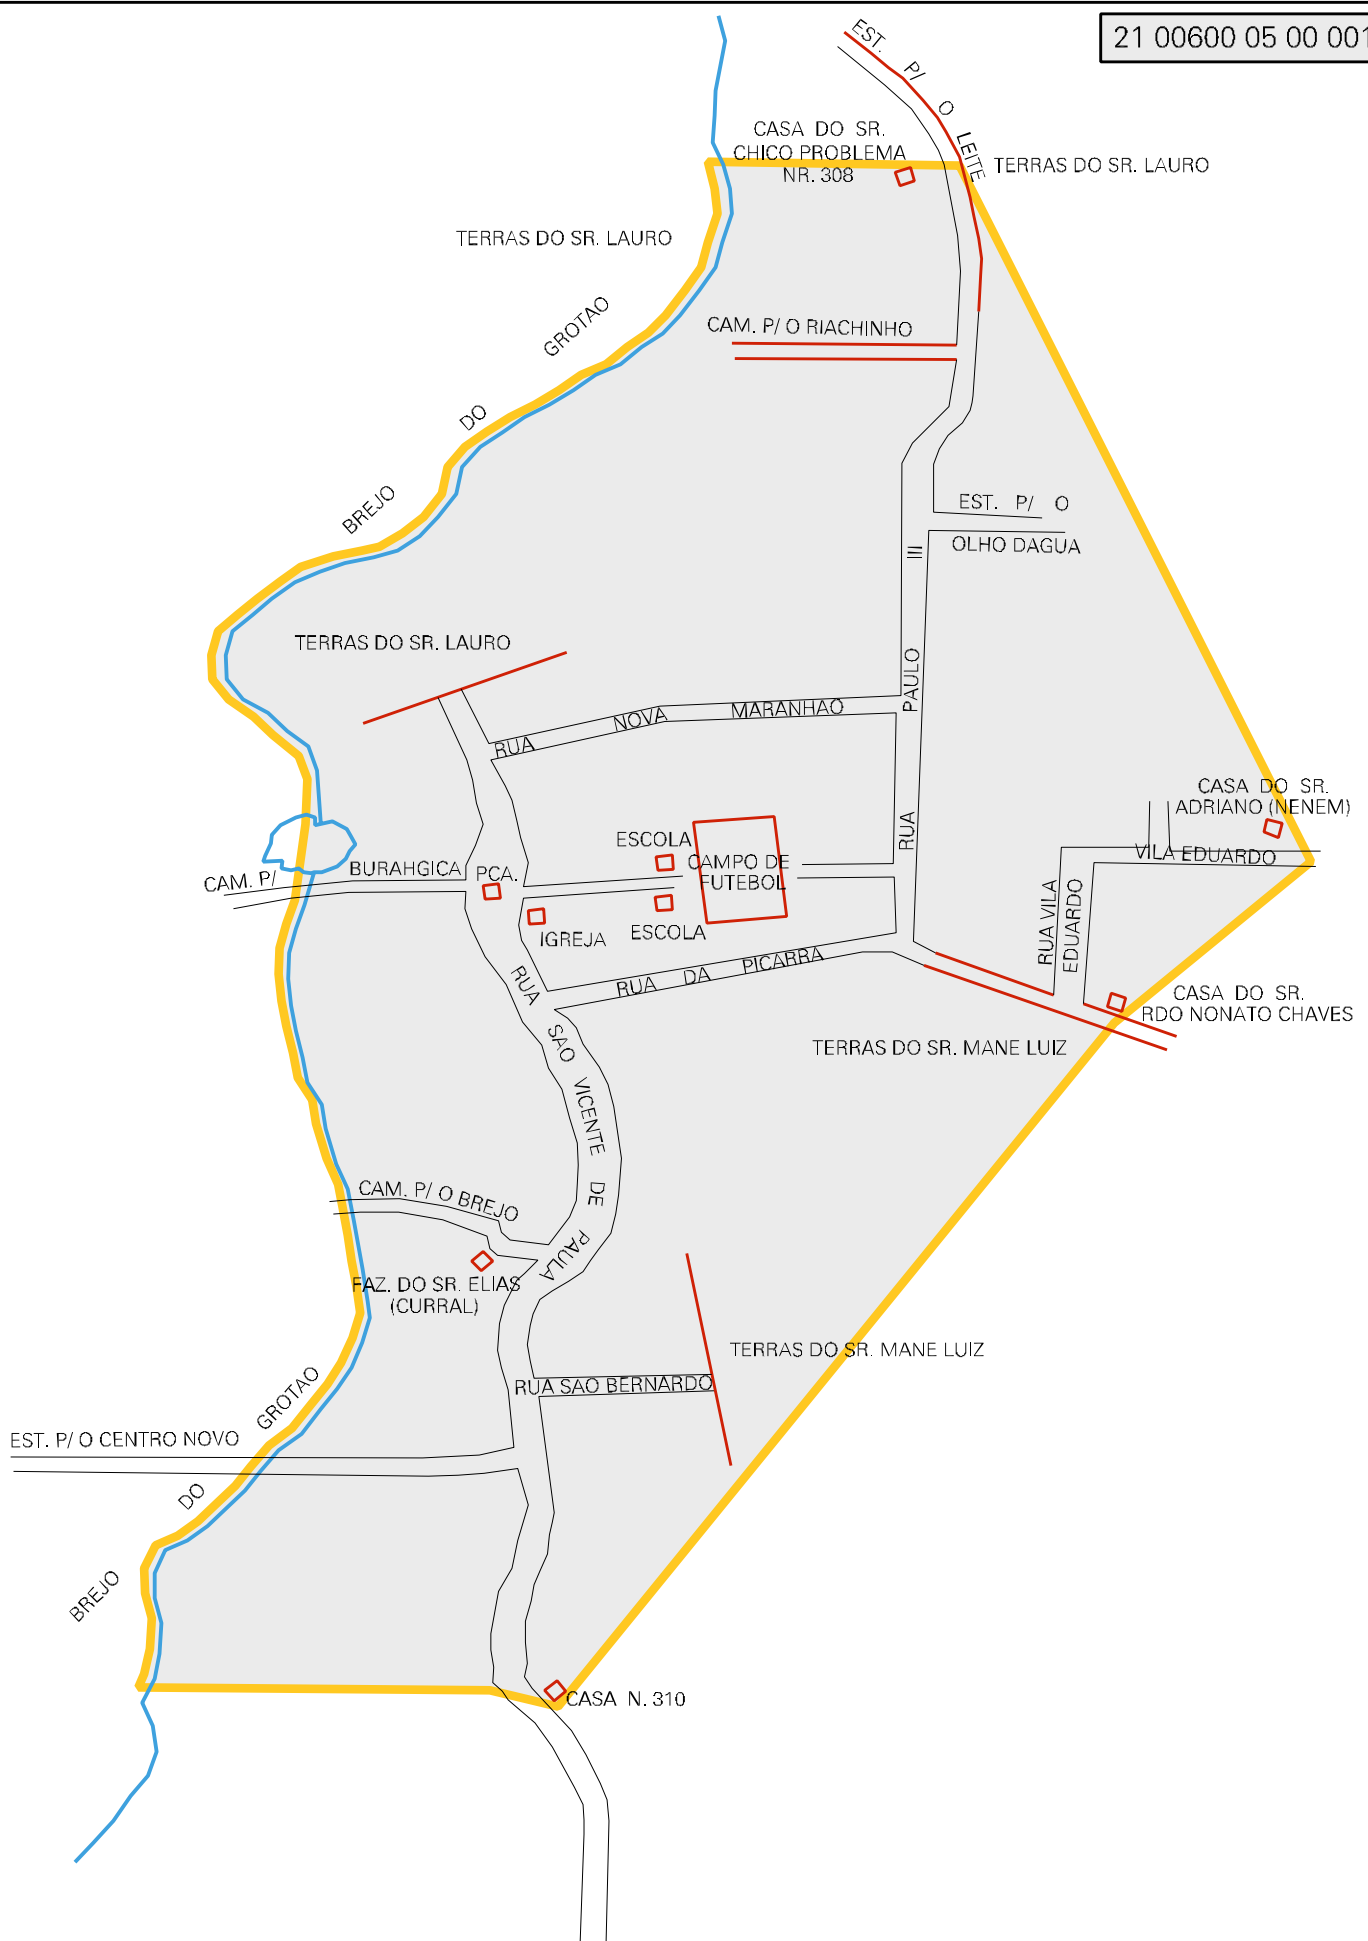 21 00600 05 00 001
EST. P/ O LEITE
CASA DO SR.
CHICO PROBLEMA
NR. 308
TERRAS DO SR. LAURO
TERRAS DO SR. LAURO
BREJO DO GROTAO
CAM. P/ O RIACHINHO
EST. P/ O
OLHO DAGUA
TERRAS DO SR. LAURO
RUA PAULO III
RUA NOVA MARANHAO
CASA DO SR.
ADRIANO (NENEM)
VILA EDUARDO
ESCOLA
CAMPO DE
FUTEBOL
CAM. P/ BURAHGICA
PCA.
IGREJA
ESCOLA
RUA VILA
EDUARDO
RUA DA PICARRA
CASA DO SR.
RDO NONATO CHAVES
TERRAS DO SR. MANE LUIZ
RUA SAO VICENTE DE PAULA
CAM. P/ O BREJO
FAZ. DO SR. ELIAS
(CURRAL)
TERRAS DO SR. MANE LUIZ
RUA SAO BERNARDO
EST. P/ O CENTRO NOVO
BREJO DO GROTAO
CASA N. 310